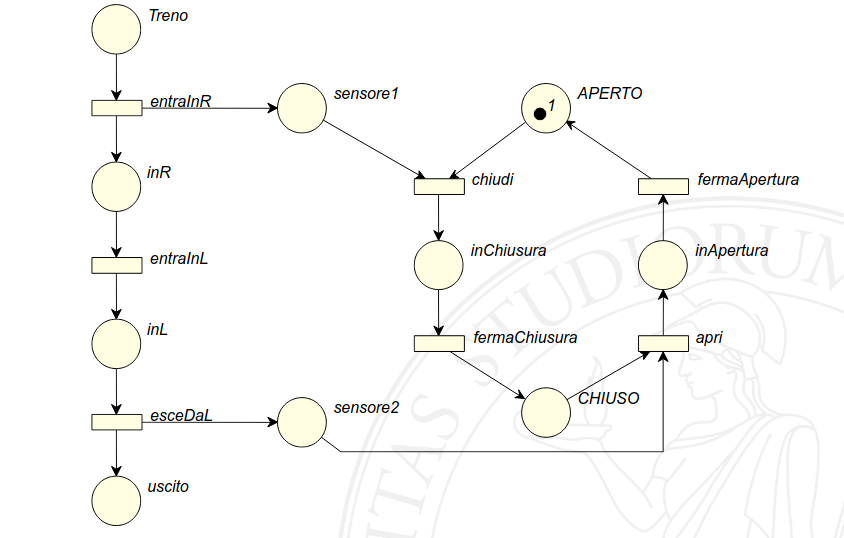 Treno
entraInR
sensore1
1
APERTO
inR
chiudi
fermaApertura
entraInL
inChiusura
inApertura
inL
fermaChiusura
apri
esceDaL
sensore2
CHIUSO
uscito
ITAS STUDIORUM